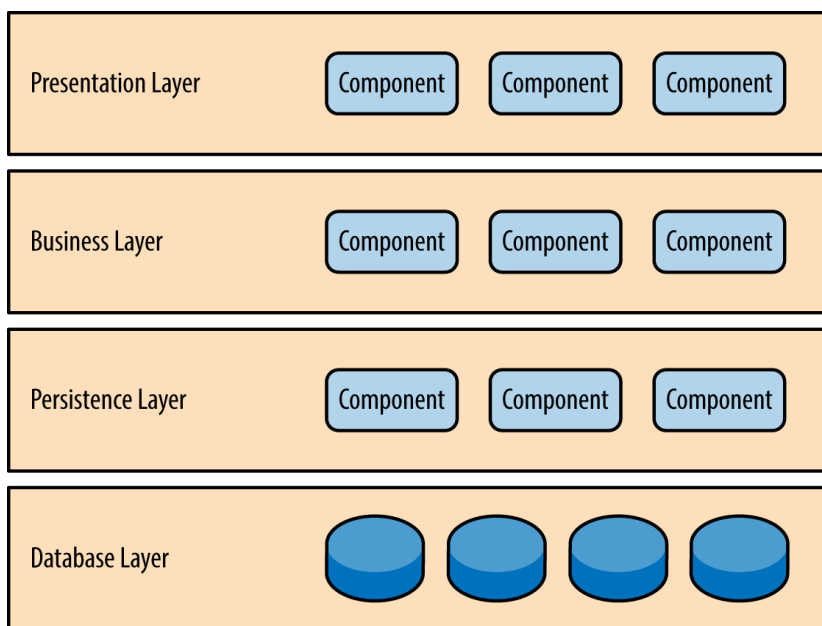 Presentation Layer Component Component Component
Business Layer Component Component Component
Persistence Layer Component Component Component
Database Layer